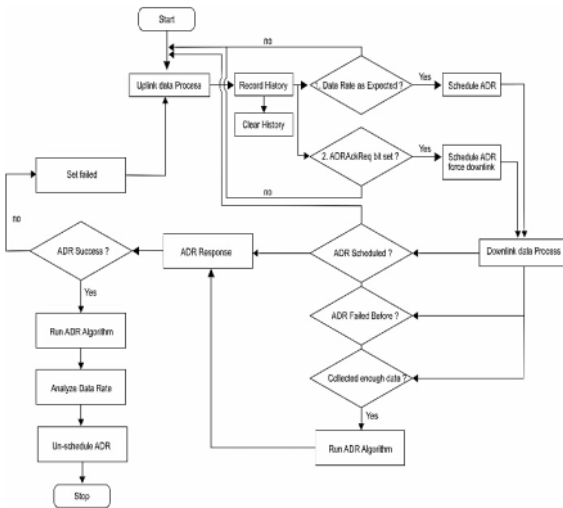 Start
no
Uplink data Process
Record History
1. Data Rate as Expected ?
Yes
Schedule ADR
Clear History
2. ADRAckReq bit set ?
Yes
Schedule ADR
force downlink
Set failed
no
no
ADR Success ?
ADR Response
ADR Scheduled ?
Downlink data Process
Yes
ADR Failed Before ?
Run ADR Algorithm
Collected enough data ?
Analyze Data Rate
Yes
Un-schedule ADR
Run ADR Algorithm
Stop